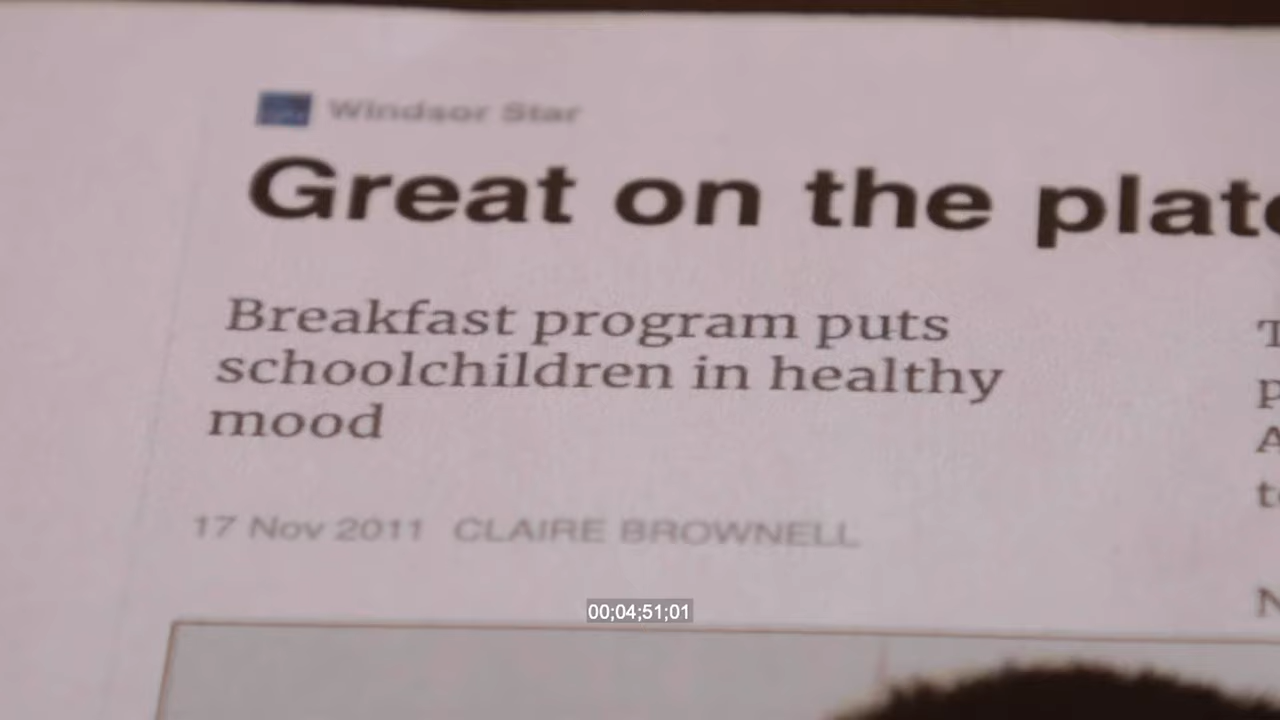 Windsor Star
Great on the plate
Breakfast program puts
schoolchildren in healthy
mood
17 Nov 2011 CLAIRE BROWNELL
00;04;51;01